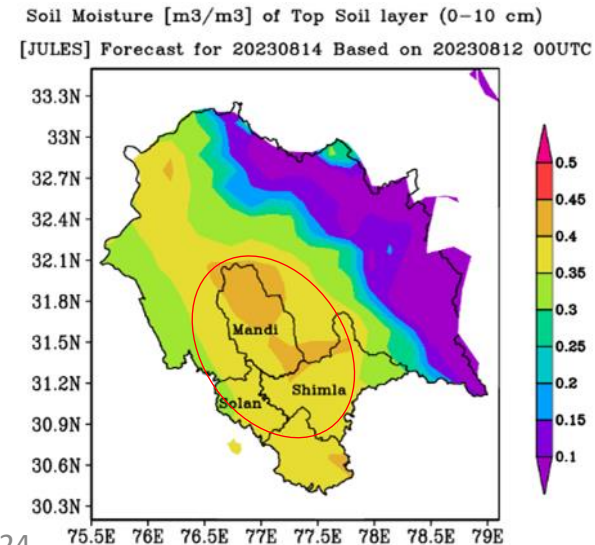 Soil Moisture [m3/m3] of Top Soil layer (0−10 cm)
[JULES] Forecast for 20230814 Based on 20230812 00UTC
33.3N
33N
32.7N
32.4N
32.1N
31.8N
31.5N
31.2N
30.9N
30.6N
30.3N
Mandi
Shimla
Solan
0.5
0.45
0.4
0.35
0.3
0.25
0.2
0.15
0.1
24
75.5E 76E 76.5E 77E 77.5E 78E 78.5E 79E